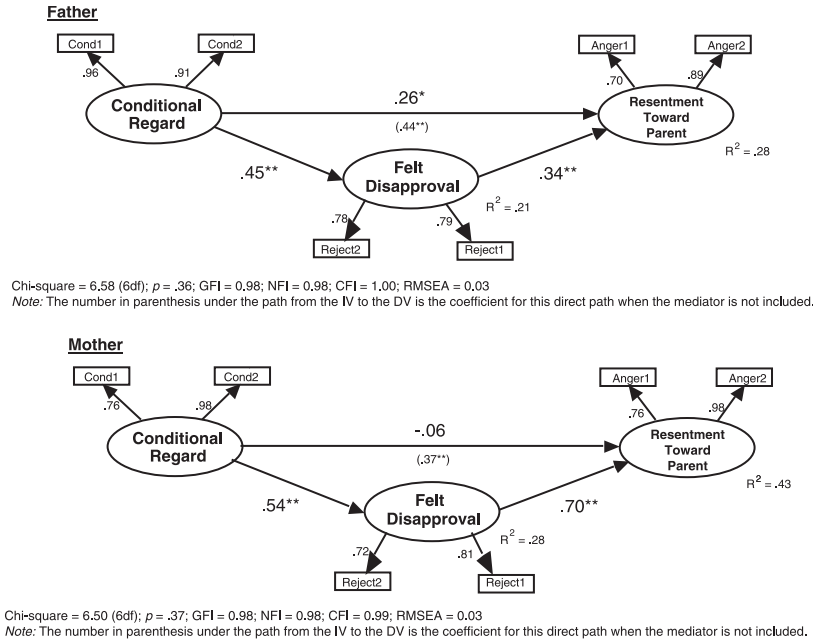 Father
Cond1
Cond2
Anger1
Anger2
.96
.91
.70
.89
Conditional
Regard
.26*
(.44**)
Resentment
Toward
Parent
R2 = .28
.45**
Felt
Disapproval
.34**
R2 = .21
.78
.79
Reject2
Reject1
Chi-square = 6.58 (6df); p = .36; GFI = 0.98; NFI = 0.98; CFI = 1.00; RMSEA = 0.03
Note: The number in parenthesis under the path from the IV to the DV is the coefficient for this direct path when the mediator is not included.
Mother
Cond1
Cond2
Anger1
Anger2
.76
.98
.76
.98
Conditional
Regard
-.06
(.37**)
Resentment
Toward
Parent
R2 = .43
.54**
Felt
Disapproval
.70**
R2 = .28
.72
.81
Reject2
Reject1
Chi-square = 6.50 (6df); p = .37; GFI = 0.98; NFI = 0.98; CFI = 0.99; RMSEA = 0.03
Note: The number in parenthesis under the path from the IV to the DV is the coefficient for this direct path when the mediator is not included.